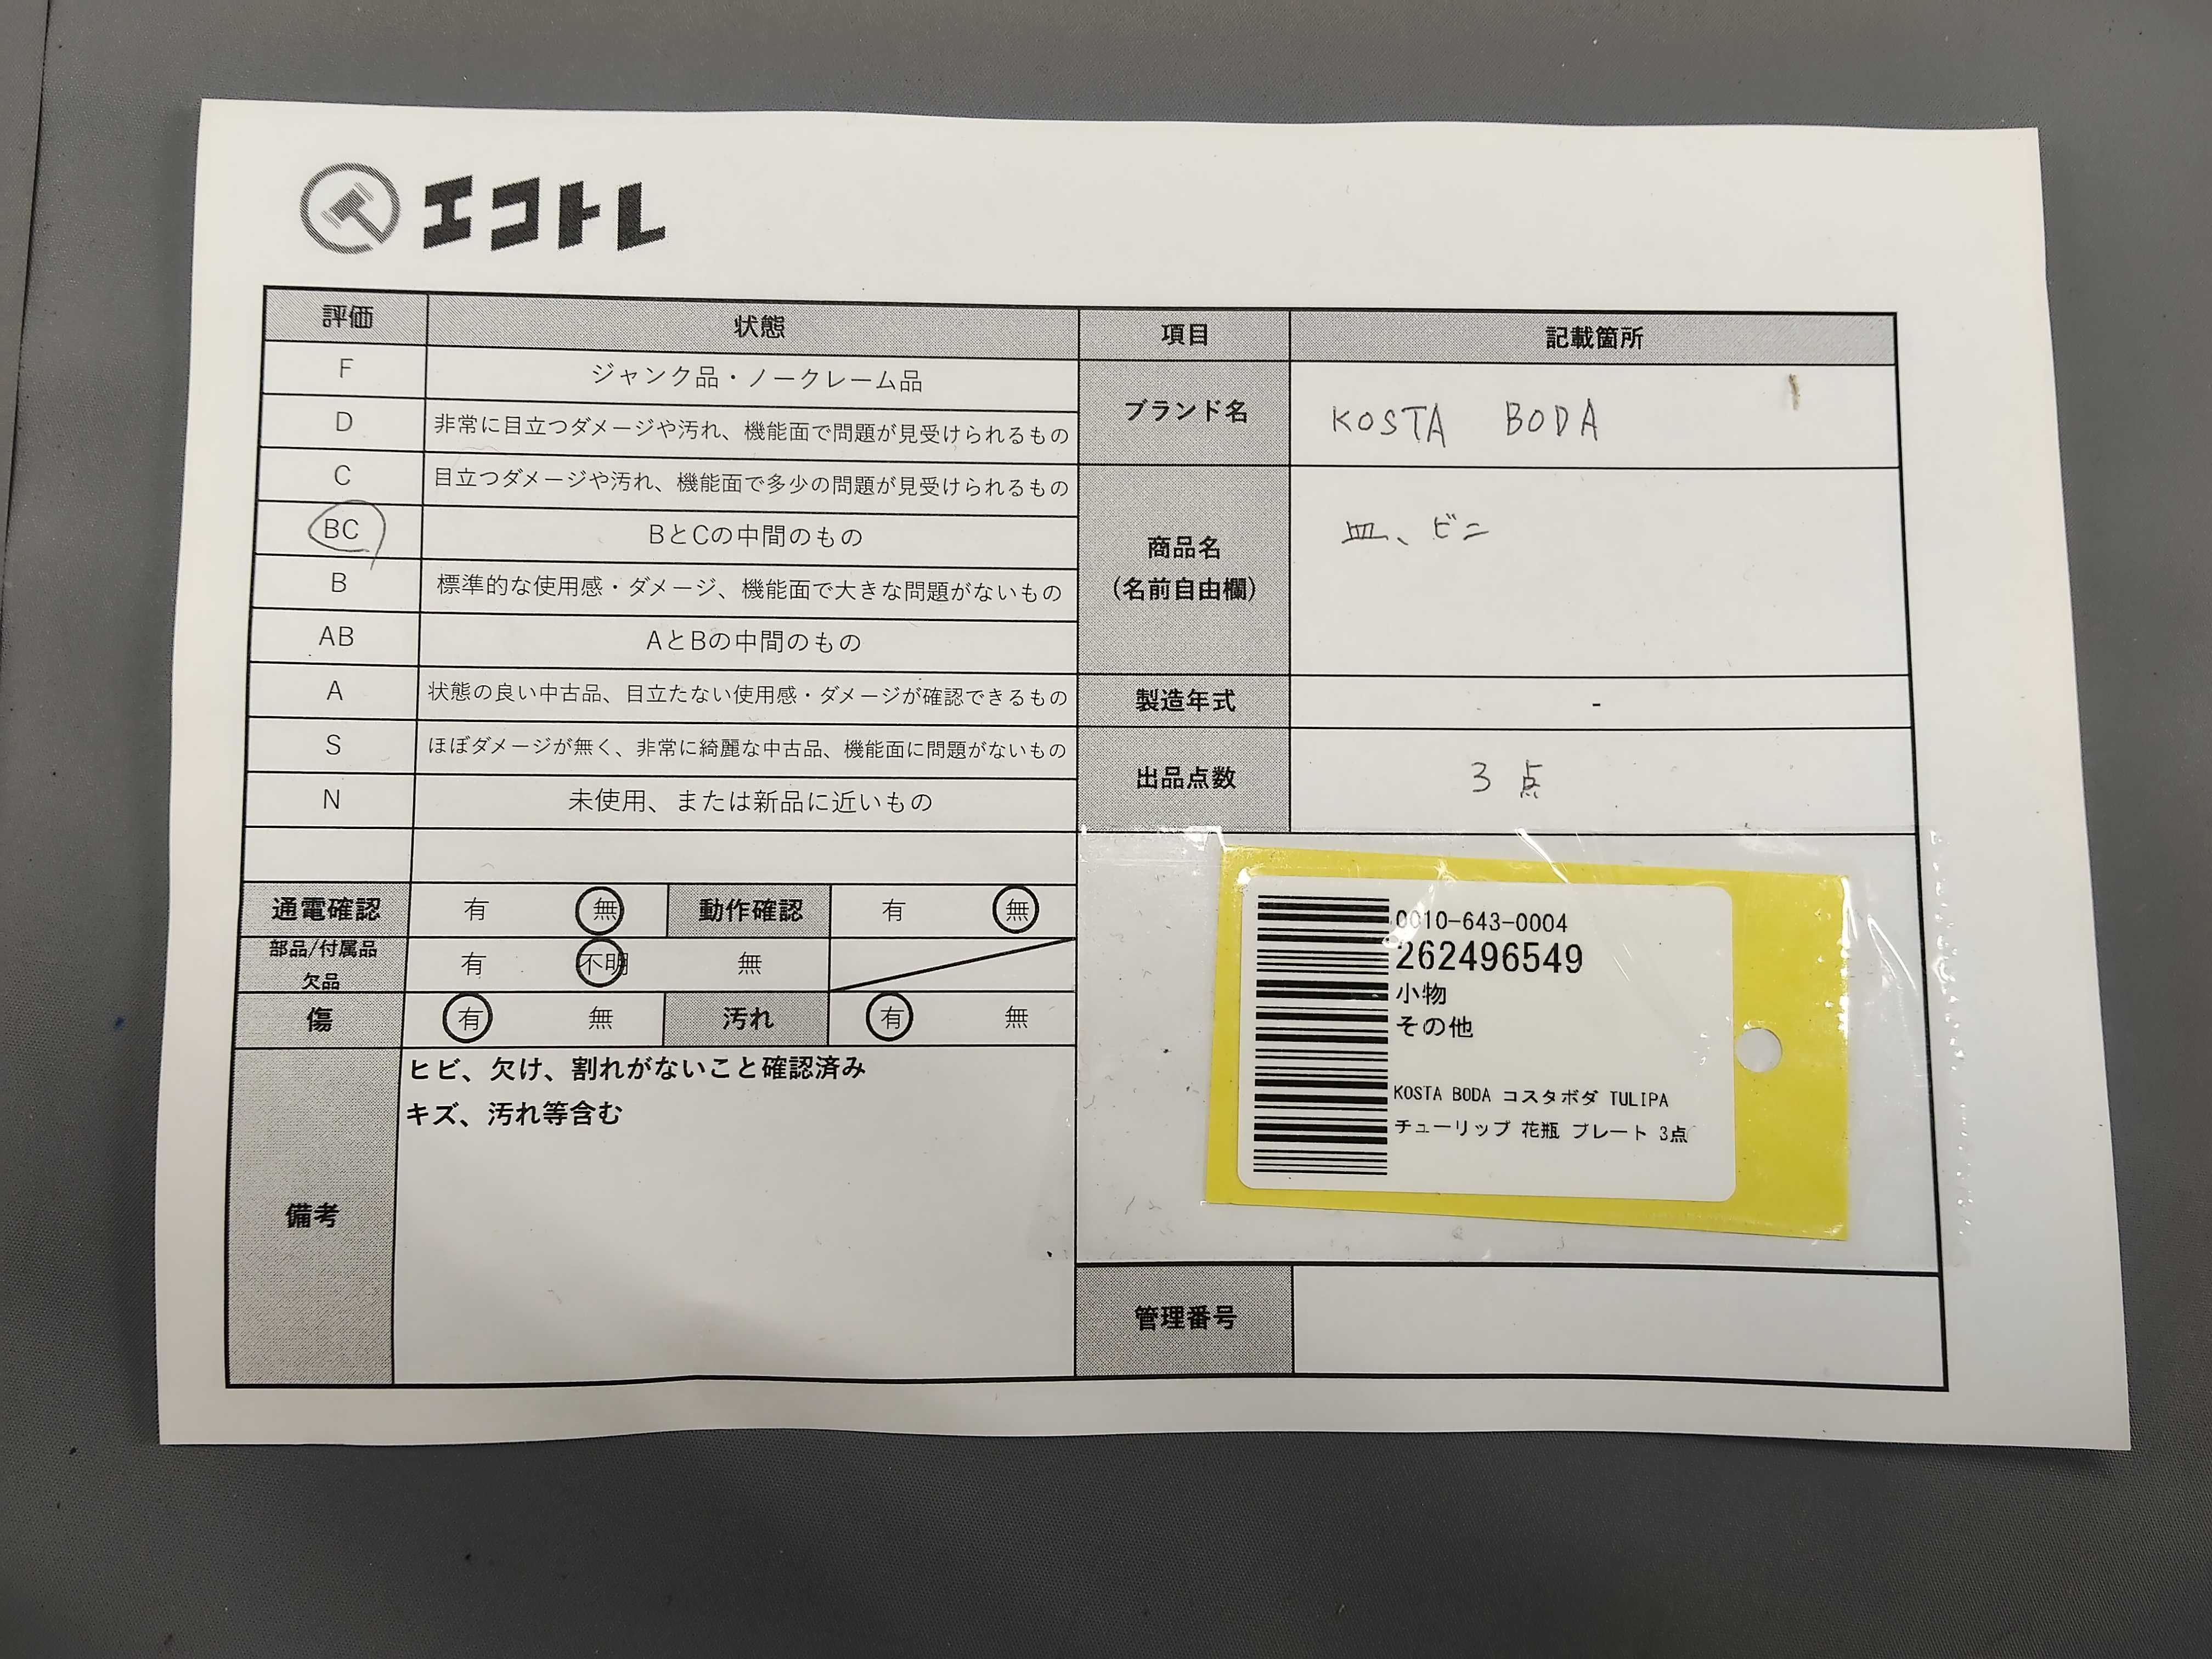 エコトレ
評価 状態 項目 記載箇所
F ジャンク品・ノークレーム品
D 非常に目立つダメージや汚れ、機能面で問題が見受けられるもの
ブランド名 KOSTA BODA
C 目立つダメージや汚れ、機能面で多少の問題が見受けられるもの
BC BとCの中間のもの
商品名
(名前自由欄)
皿、ビン
B 標準的な使用感・ダメージ、機能面で大きな問題がないもの
AB AとBの中間のもの
A 状態の良い中古品、目立たない使用感・ダメージが確認できるもの
製造年式 -
S ほぼダメージが無く、非常に綺麗な中古品、機能面に問題がないもの
出品点数 3点
N 未使用、または新品に近いもの
通電確認 有 無 動作確認 有 無
部品/付属品
欠品
有 不明 無
傷 有 無 汚れ 有 無
備考
ヒビ、欠け、割れがないこと確認済み
キズ、汚れ等含む
0010-643-0004
262496549
小物
その他
KOSTA BODA コスタボダ TULIPA
チューリップ 花瓶 プレート 3点
管理番号